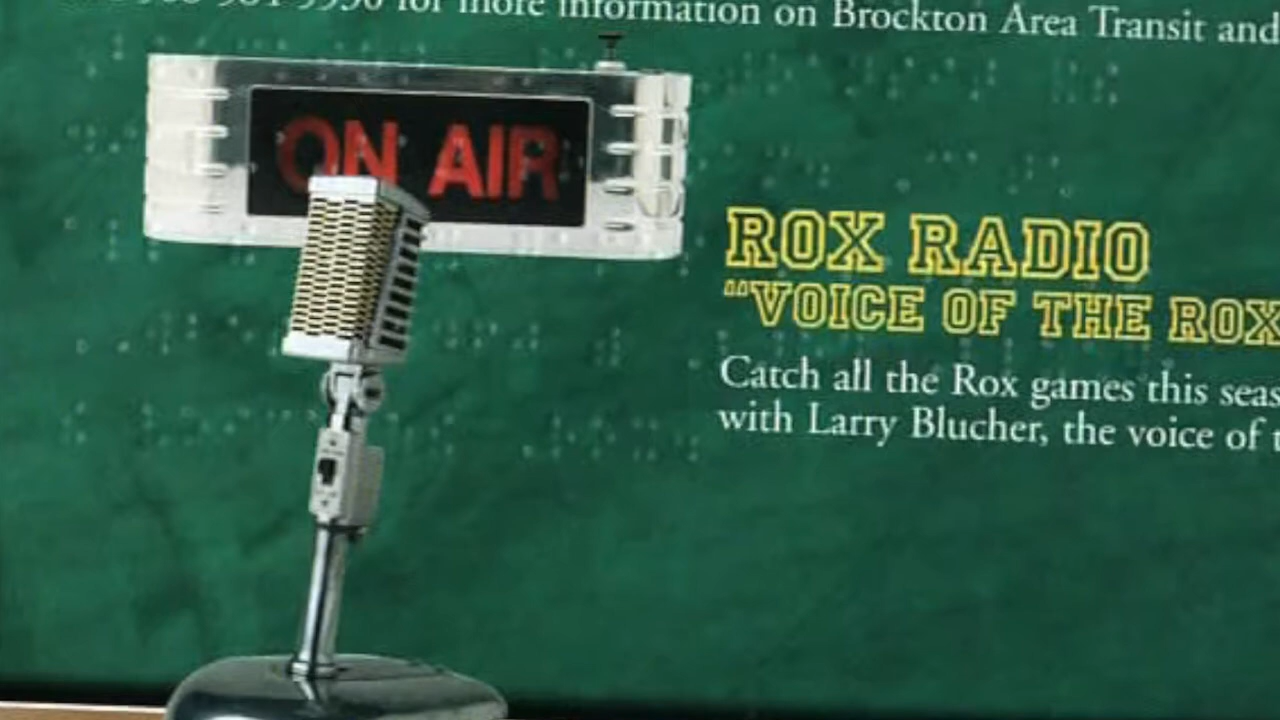 for more information on Brockton Area Transit and
ON AIR
ROX RADIO
"VOICE OF THE ROX
Catch all the Rox games this seas
with Larry Blucher, the voice of t